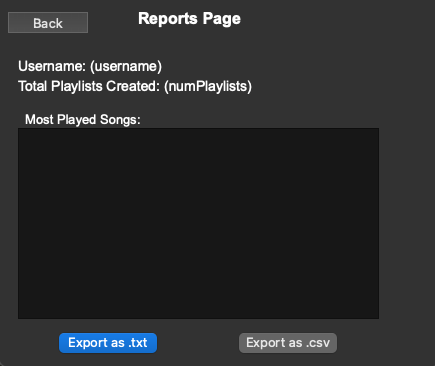 Back
Reports Page
Username: (username)
Total Playlists Created: (numPlaylists)
Most Played Songs:
Export as .txt
Export as .csv